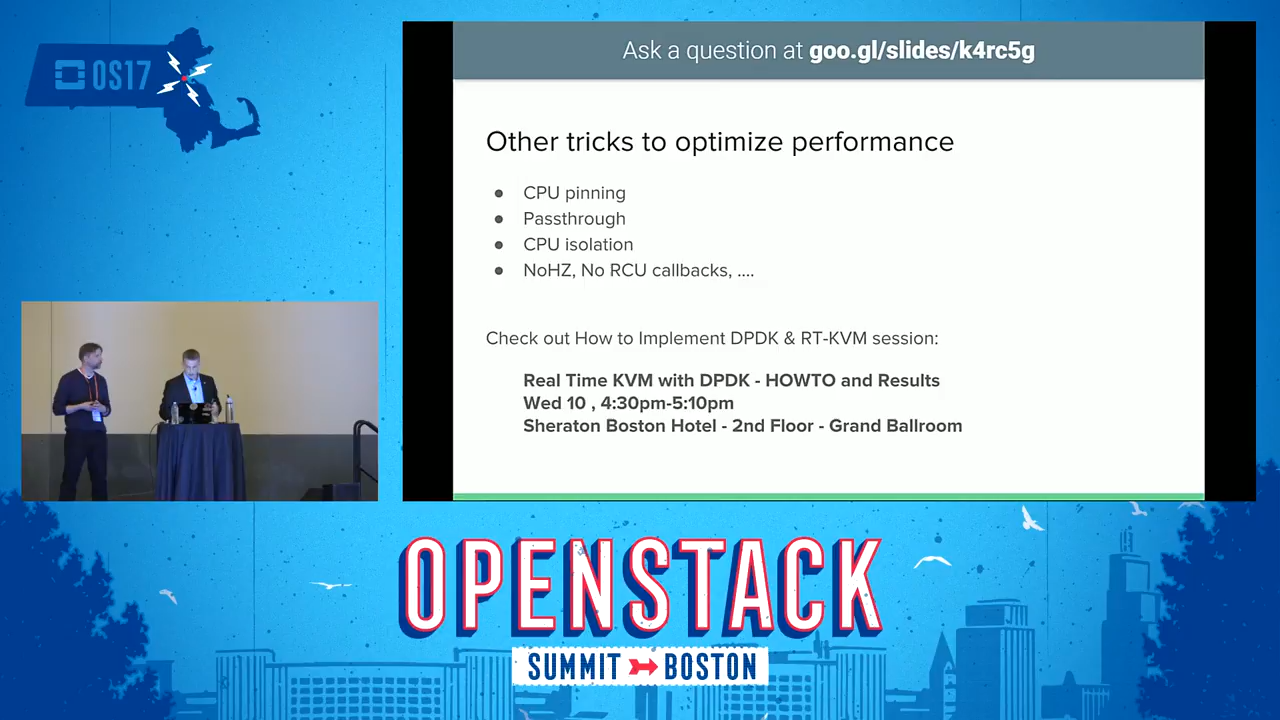 OS17
Ask a question at goo.gl/slides/k4rc5g
Other tricks to optimize performance
● CPU pinning
● Passthrough
● CPU isolation
● NoHZ, No RCU callbacks, ....
Check out How to Implement DPDK & RT-KVM session:
Real Time KVM with DPDK - HOWTO and Results
Wed 10 , 4:30pm-5:10pm
Sheraton Boston Hotel - 2nd Floor - Grand Ballroom
OPENSTACK
SUMMIT BOSTON